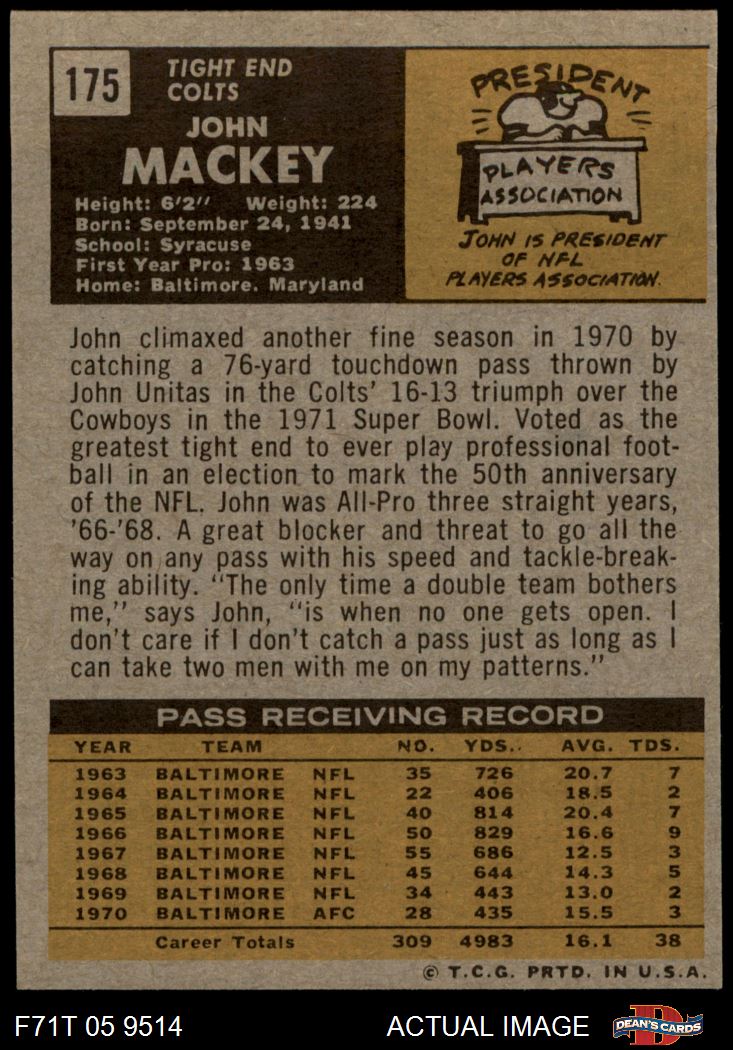 175
TIGHT END
COLTS
JOHN
MACKEY
Height: 6'2" Weight: 224
Born: September 24, 1941
School: Syracuse
First Year Pro: 1963
Home: Baltimore, Maryland
PRESIDENT
PLAYERS
ASSOCIATION
JOHN IS PRESIDENT
OF NFL
PLAYERS ASSOCIATION.
John climaxed another fine season in 1970 by
catching a 76-yard touchdown pass thrown by
John Unitas in the Colts' 16-13 triumph over the
Cowboys in the 1971 Super Bowl. Voted as the
greatest tight end to ever play professional foot-
ball in an election to mark the 50th anniversary
of the NFL. John was All-Pro three straight years,
'66-'68. A great blocker and threat to go all the
way on any pass with his speed and tackle-break-
ing ability. "The only time a double team bothers
me," says John, "is when no one gets open. I
don't care if I don't catch a pass just as long as I
can take two men with me on my patterns."
PASS RECEIVING RECORD
YEAR TEAM NO. YDS.. AVG. TDS.
1963 BALTIMORE NFL 35 726 20.7 7
1964 BALTIMORE NFL 22 406 18.5 2
1965 BALTIMORE NFL 40 814 20.4 7
1966 BALTIMORE NFL 50 829 16.6 9
1967 BALTIMORE NFL 55 686 12.5 3
1968 BALTIMORE NFL 45 644 14.3 5
1969 BALTIMORE NFL 34 443 13.0 2
1970 BALTIMORE AFC 28 435 15.5 3
Career Totals 309 4983 16.1 38
© T.C.G. PRTD. IN U.S.A.
F71T 05 9514 ACTUAL IMAGE
D
DEAN'S CARDS